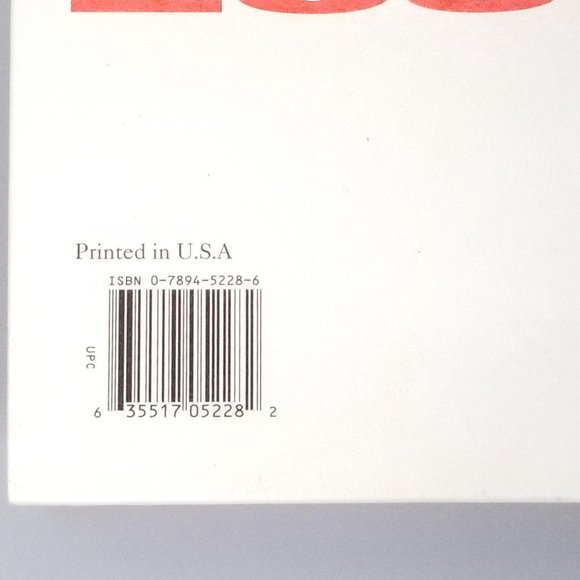 Printed in U.S.A
ISBN 0-7894-5228-6
UPC
6 35517 05228 2